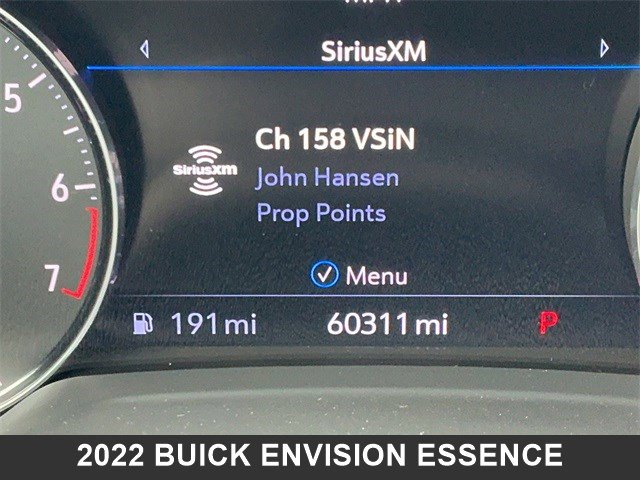 SiriusXM
5
Ch 158 VSiN
SiriusXM
John Hansen
6
Prop Points
7
Menu
191 mi 60311 mi P
2022 BUICK ENVISION ESSENCE